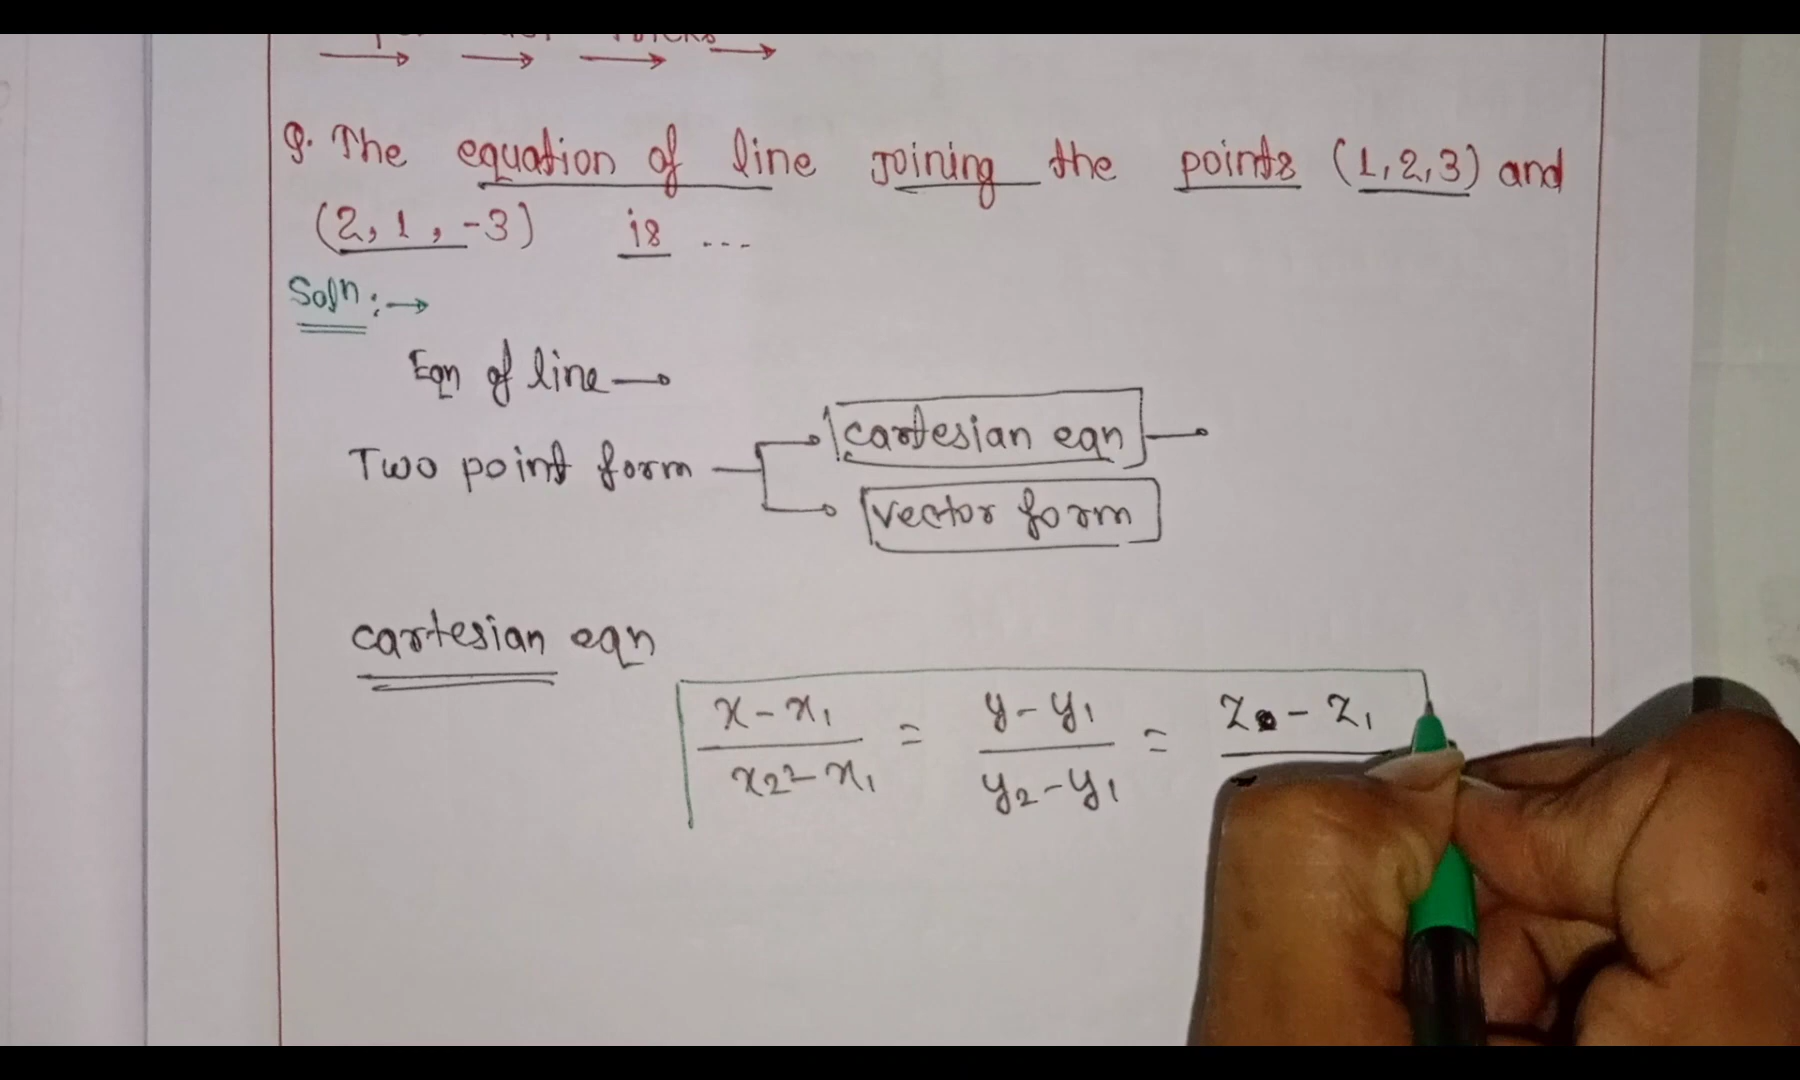 Q. The equation of line Joining the points (1,2,3) and
(2, 1, -3) is ...
Soln :→
Eqn of line →
Two point form → cartesian eqn →
→ vector form
cartesian eqn
x - x₁ / x₂ - x₁ = y - y₁ / y₂ - y₁ = z - z₁